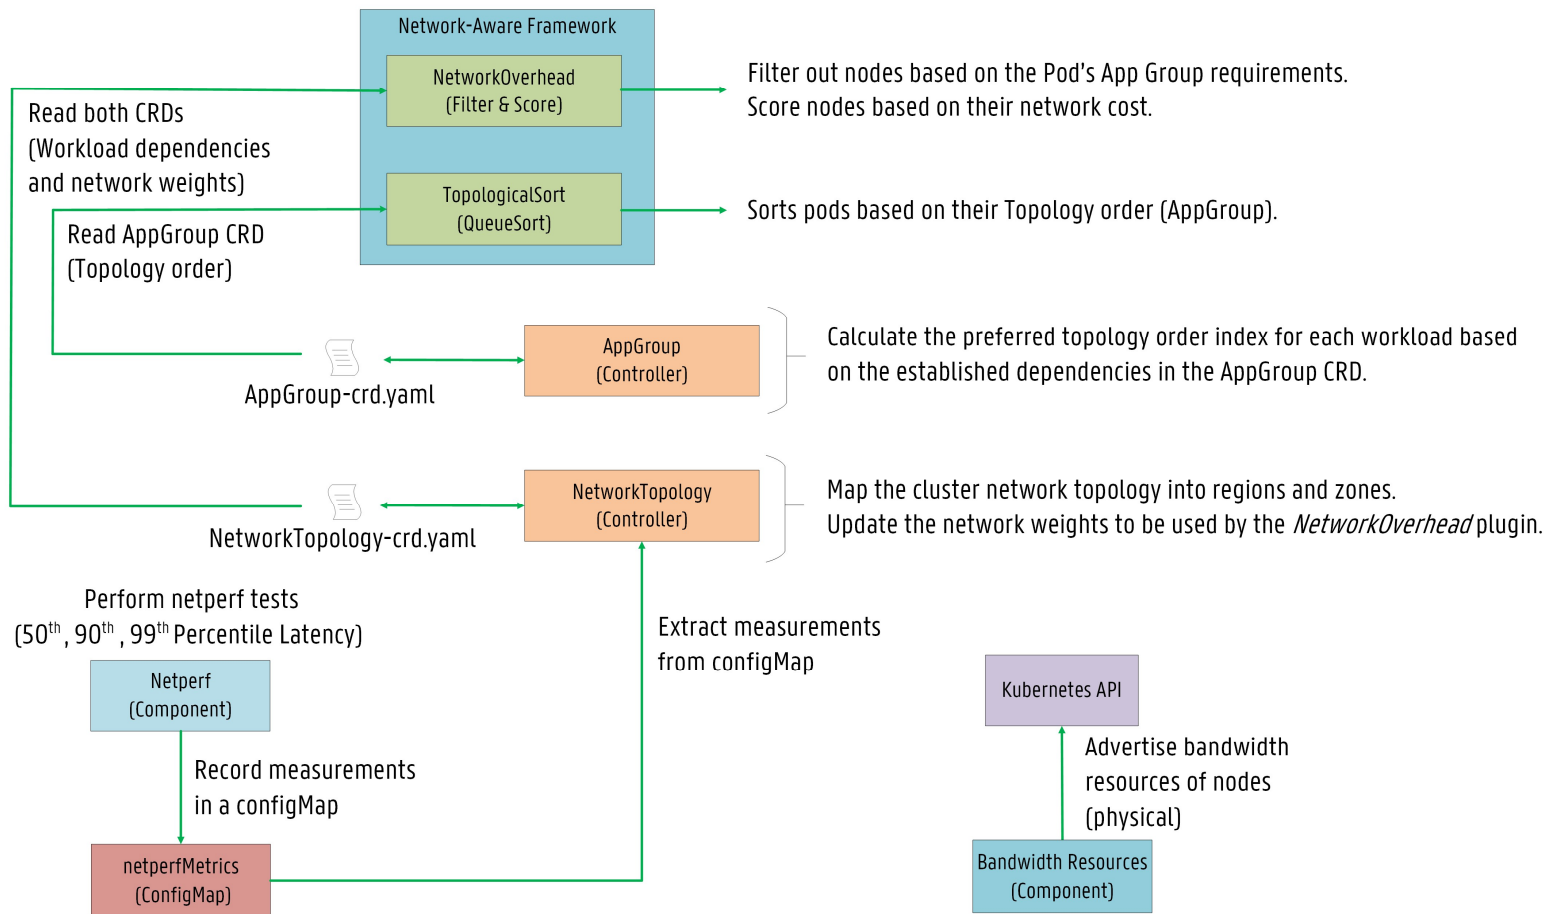 Network-Aware Framework
NetworkOverhead
(Filter & Score)
Filter out nodes based on the Pod's App Group requirements.
Score nodes based on their network cost.
Read both CRDs
(Workload dependencies
and network weights)
TopologicalSort
(QueueSort)
Sorts pods based on their Topology order (AppGroup).
Read AppGroup CRD
(Topology order)
AppGroup-crd.yaml
AppGroup
(Controller)
Calculate the preferred topology order index for each workload based
on the established dependencies in the AppGroup CRD.
NetworkTopology-crd.yaml
NetworkTopology
(Controller)
Map the cluster network topology into regions and zones.
Update the network weights to be used by the NetworkOverhead plugin.
Perform netperf tests
(50th , 90th , 99th Percentile Latency)
Netperf
(Component)
Record measurements
in a configMap
netperfMetrics
(ConfigMap)
Extract measurements
from configMap
Kubernetes API
Advertise bandwidth
resources of nodes
(physical)
Bandwidth Resources
(Component)